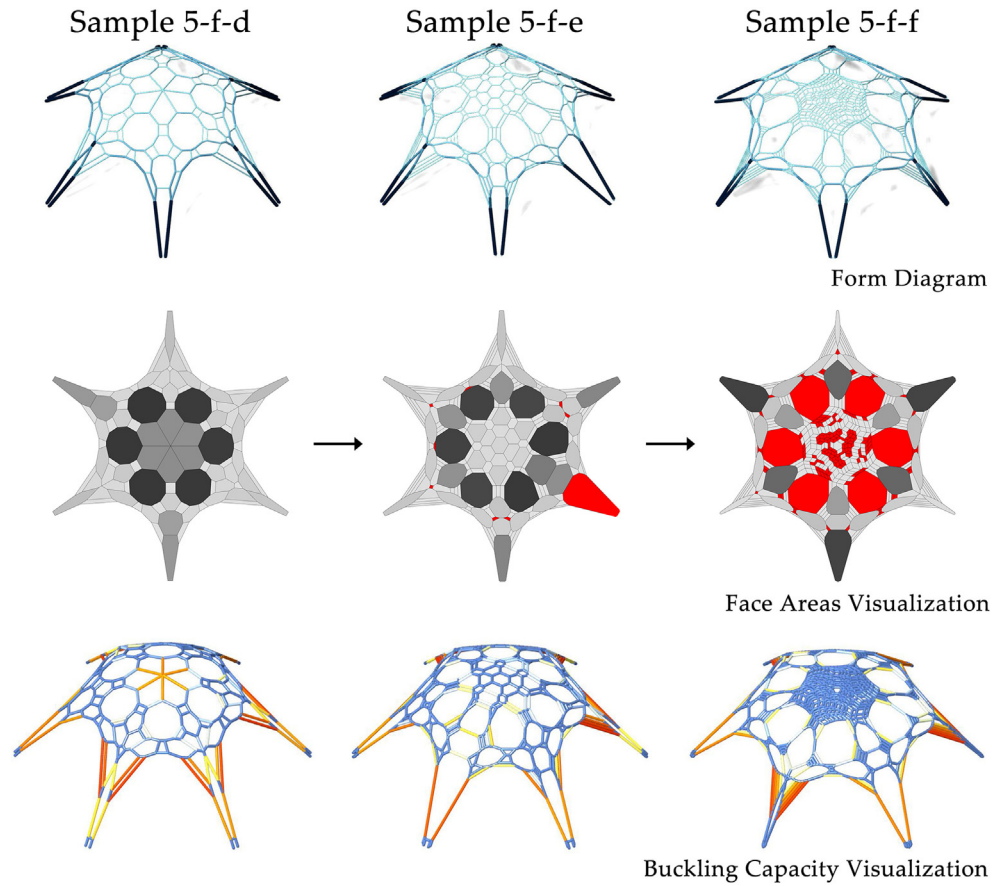 Sample 5-f-d
Sample 5-f-e
Sample 5-f-f
Form Diagram
Face Areas Visualization
Buckling Capacity Visualization